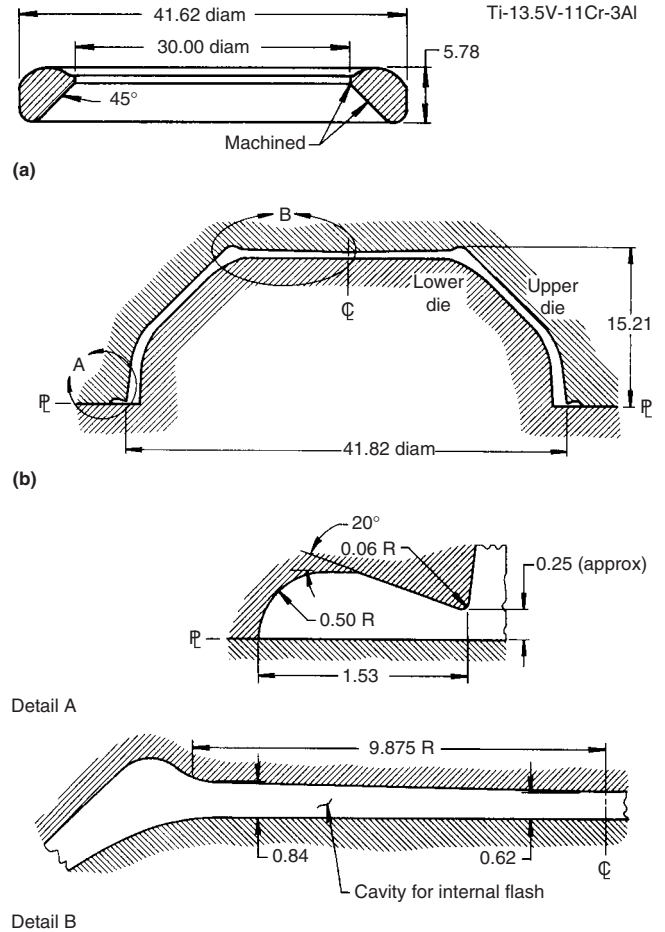 41.62 diam
Ti-13.5V-11Cr-3Al
30.00 diam
5.78
45°
Machined
(a)
B
Lower
die
Upper
die
℄
15.21
A
P̵L
P̵L
41.82 diam
(b)
20°
0.06 R
0.25 (approx)
0.50 R
P̵L
1.53
Detail A
9.875 R
0.84
0.62
℄
Cavity for internal flash
Detail B